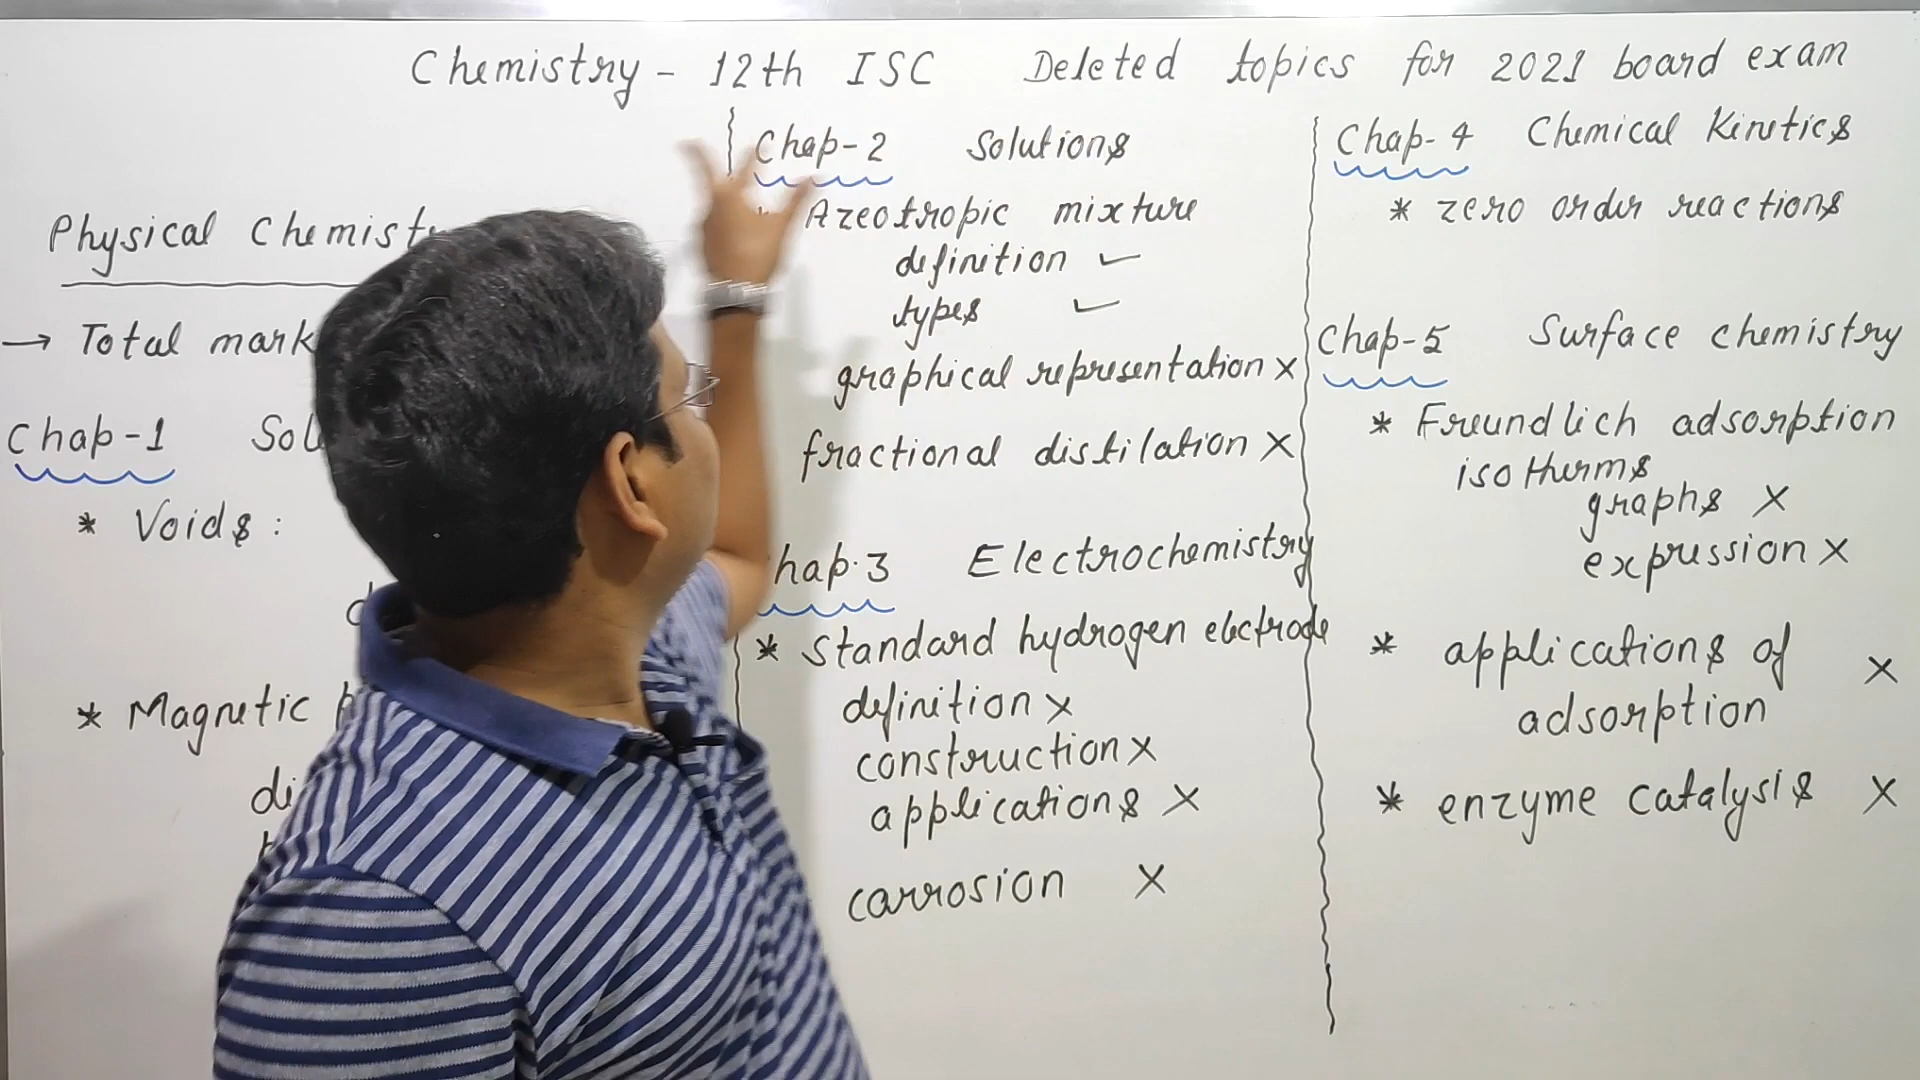 Chemistry - 12th ISC Deleted topics for 2021 board exam
Physical Chemist
→ Total mark
Chap-1 Sol
* Voids :
d
* Magnetic
di
Chap-2 Solutions
* Azeotropic mixture
definition ✓
types ✓
graphical representation ×
fractional distilation ×
hap.3 Electrochemistry
* Standard hydrogen electrode
definition ×
construction ×
applications ×
carrosion ×
Chap-4 Chemical Kinetics
* zero order reactions
Chap-5 Surface chemistry
* Freundlich adsorption
isotherms
graphs ×
expression ×
* applications of
adsorption ×
* enzyme catalysis ×